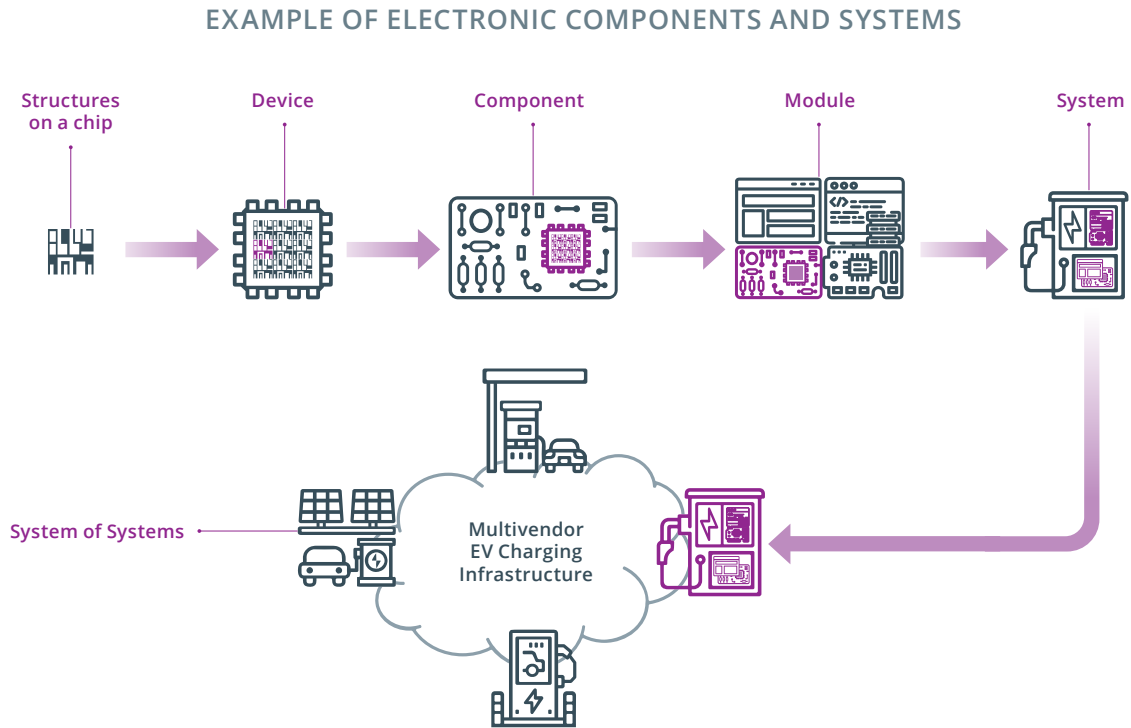 EXAMPLE OF ELECTRONIC COMPONENTS AND SYSTEMS
Structures
on a chip
Device
Component
Module
System
</>
System of Systems
Multivendor
EV Charging
Infrastructure